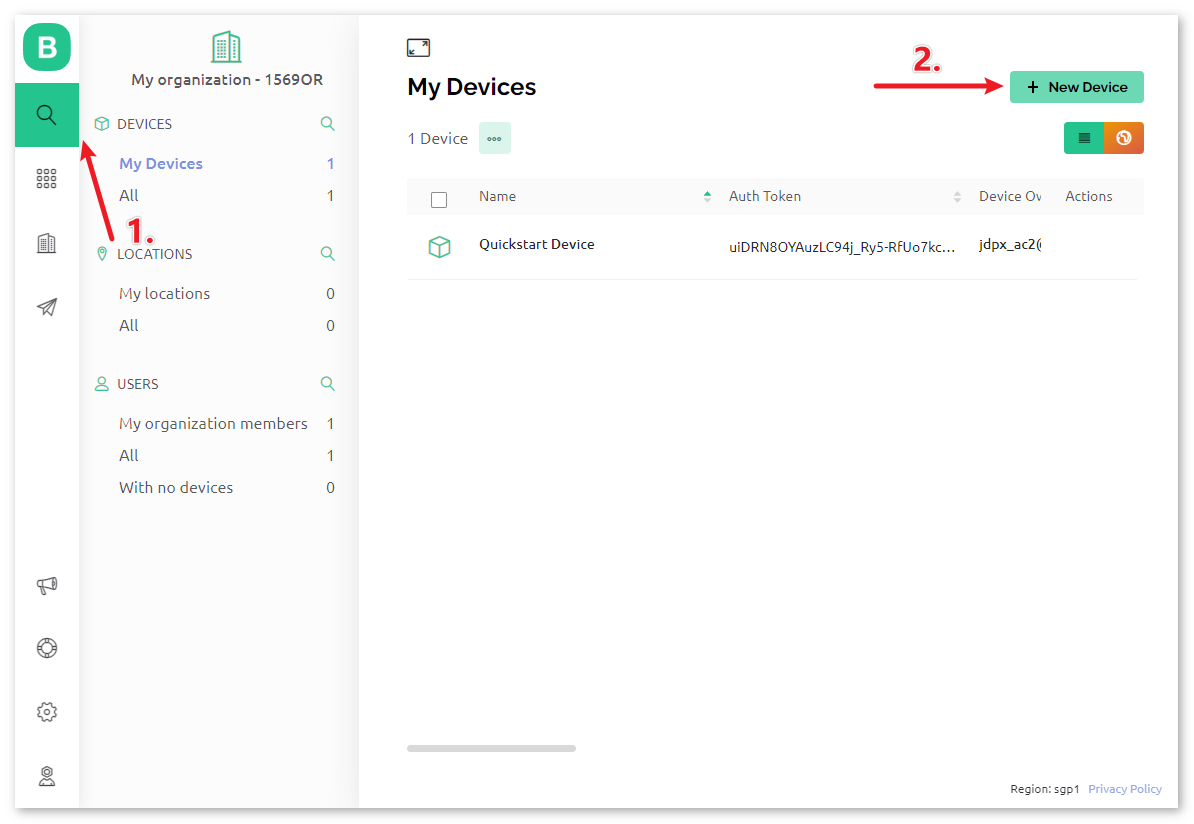 B
My organization - 1569OR
DEVICES
My Devices 1
All 1
1.
LOCATIONS
My locations 0
All 0
USERS
My organization members 1
All 1
With no devices 0
My Devices
2.
+ New Device
1 Device
Name Auth Token Device Ov Actions
Quickstart Device uiDRN8OYAuzLC94j_Ry5-RfUo7kc... jdpx_ac2(
Region: sgp1 Privacy Policy